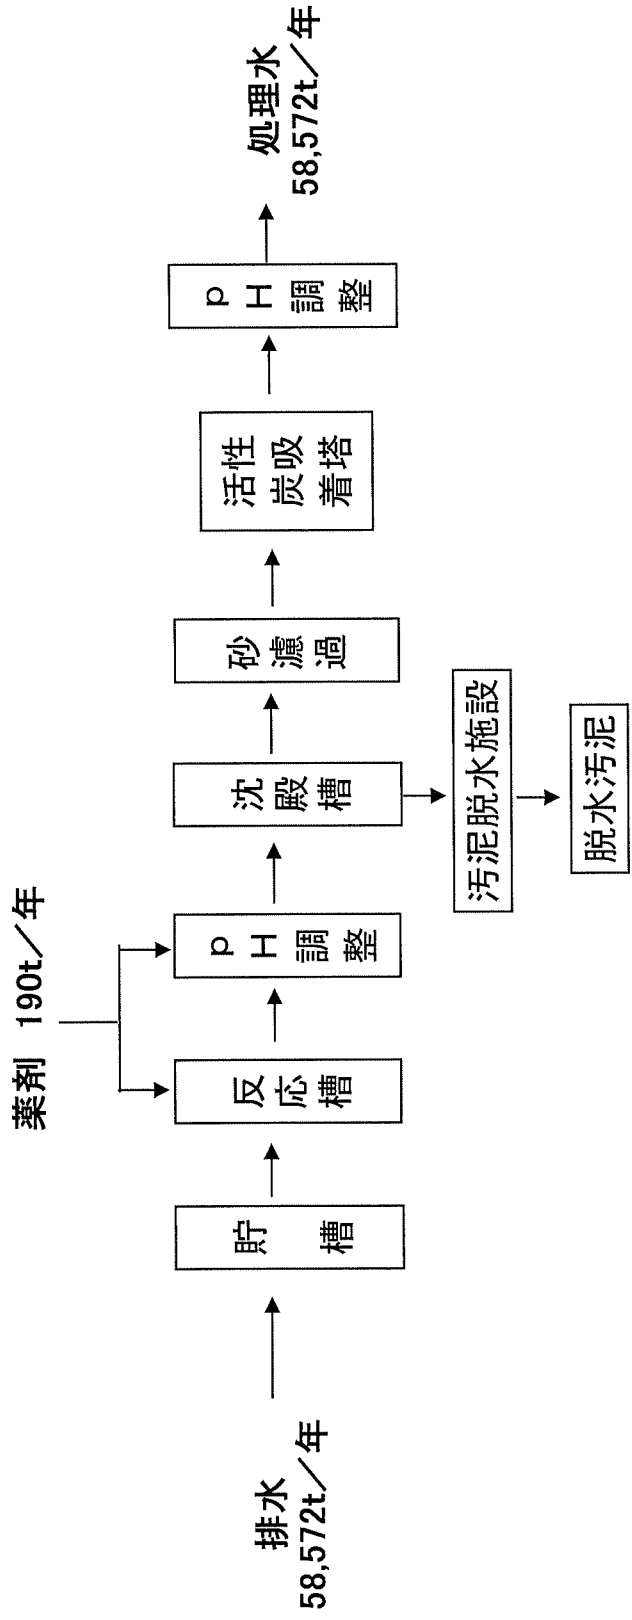 薬剤 190t/年
排水
58,572t/年
貯槽
反応槽
pH調整
沈殿槽
砂濾過
活性
炭吸
着塔
pH調整
処理水
58,572t/年
汚泥脱水施設
脱水汚泥